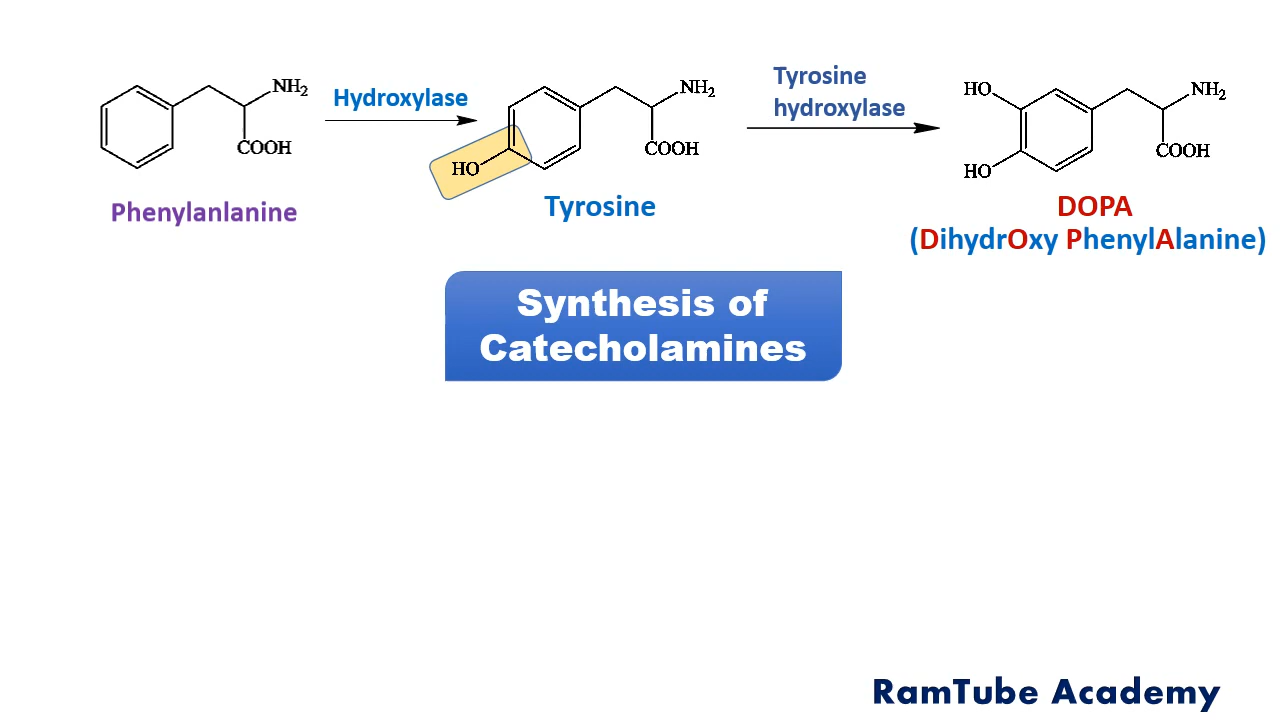 NH2
COOH
Phenylanlanine
Hydroxylase
HO
NH2
COOH
Tyrosine
Tyrosine
hydroxylase
HO
HO
NH2
COOH
DOPA
(DihydrOxy PhenylAlanine)
Synthesis of
Catecholamines
RamTube Academy